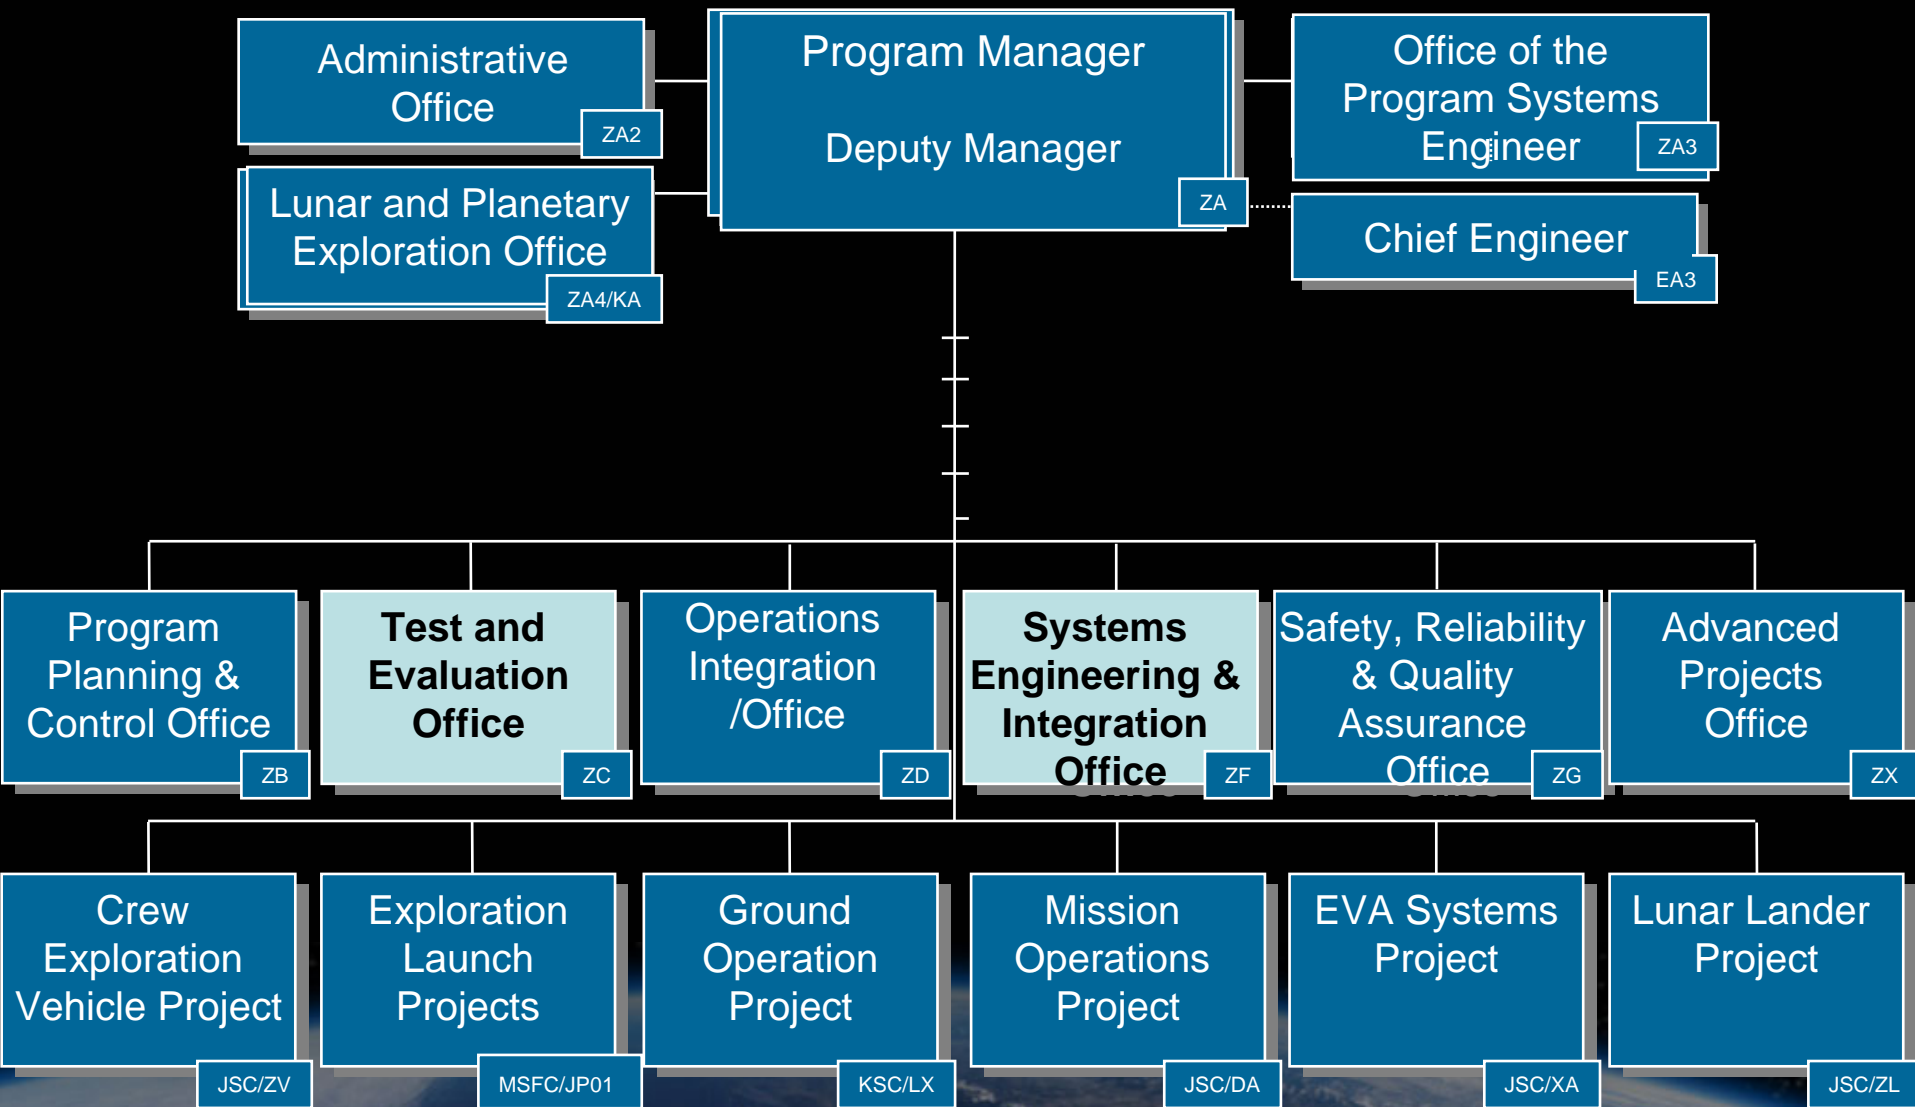 Administrative
Office
ZA2
Program Manager
Deputy Manager
ZA
Office of the
Program Systems
Engineer
ZA3
Lunar and Planetary
Exploration Office
ZA4/KA
Chief Engineer
EA3
Program
Planning &
Control Office
ZB
Test and
Evaluation
Office
ZC
Operations
Integration
/Office
ZD
Systems
Engineering &
Integration
Office
ZF
Safety, Reliability
& Quality
Assurance
Office
ZG
Advanced
Projects
Office
ZX
Crew
Exploration
Vehicle Project
JSC/ZV
Exploration
Launch
Projects
MSFC/JP01
Ground
Operation
Project
KSC/LX
Mission
Operations
Project
JSC/DA
EVA Systems
Project
JSC/XA
Lunar Lander
Project
JSC/ZL